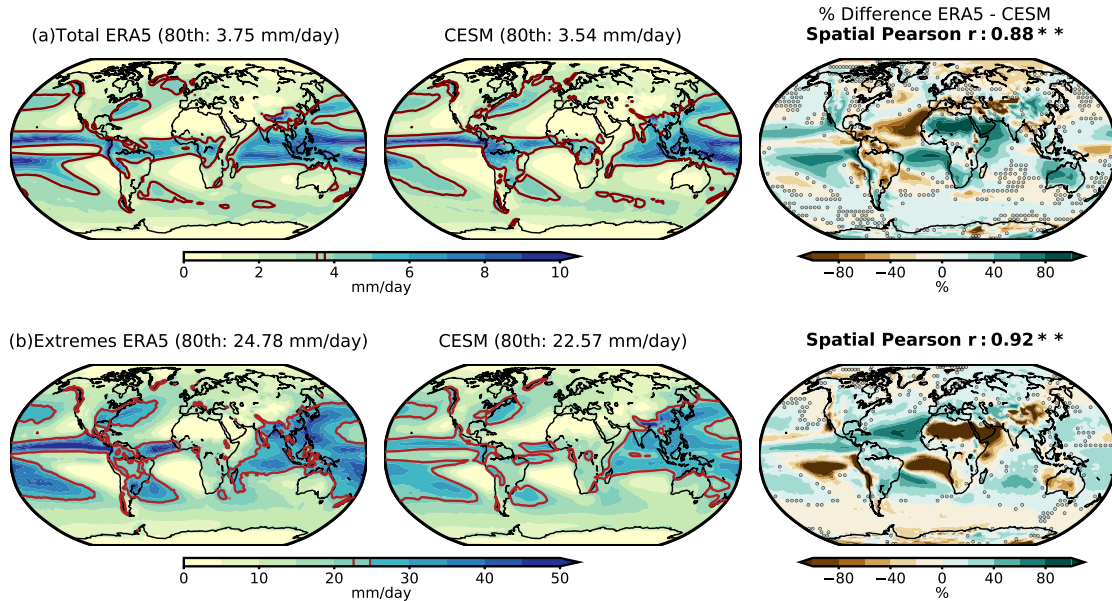 % Difference ERA5 - CESM
(a)Total ERA5 (80th: 3.75 mm/day)
CESM (80th: 3.54 mm/day)
Spatial Pearson r : 0.88 * *
0 2 4 6 8 10
mm/day
−80 −40 0 40 80
%
(b)Extremes ERA5 (80th: 24.78 mm/day)
CESM (80th: 22.57 mm/day)
Spatial Pearson r : 0.92 * *
0 10 20 30 40 50
mm/day
−80 −40 0 40 80
%